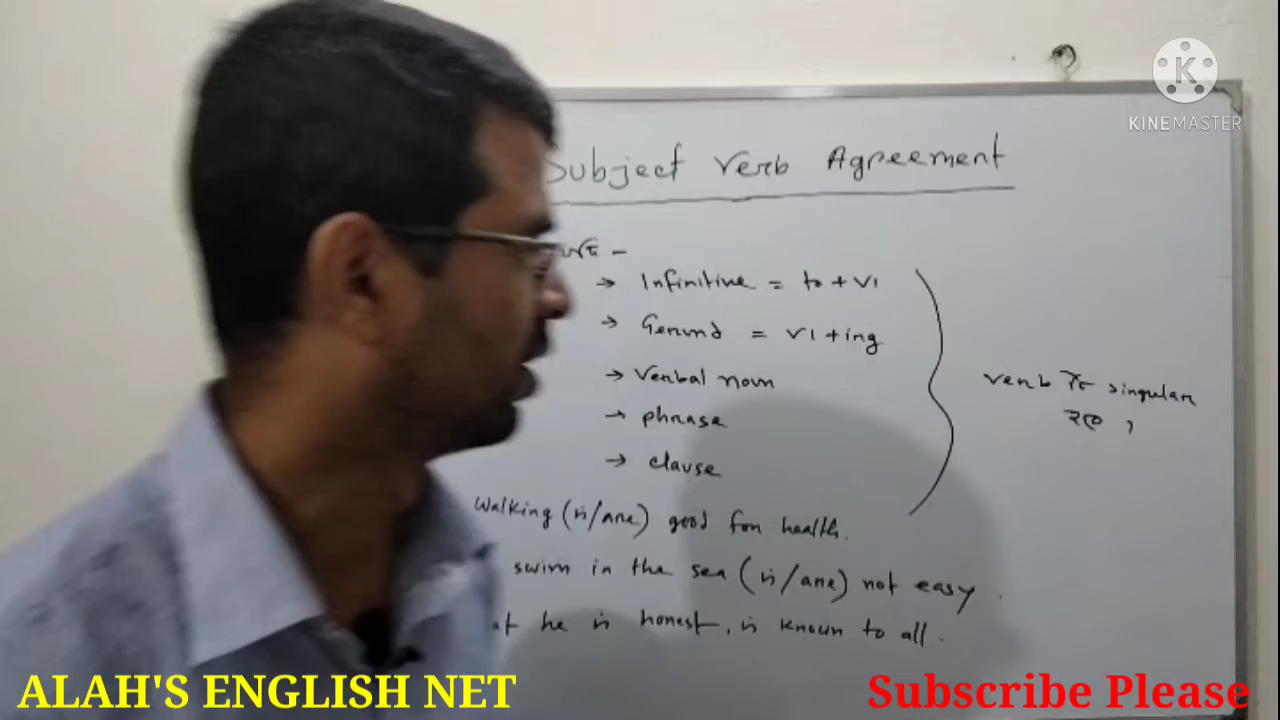 KINEMASTER
Subject Verb Agreement
→ Infinitive = to + V1
→ Gerund = V1 + ing
→ Verbal noun
→ phrase
→ clause
verb টি singular
হবে ,
Walking (is/are) good for health.
swim in the sea (is/are) not easy .
at he is honest, is known to all .
ALAH'S ENGLISH NET
Subscribe Please